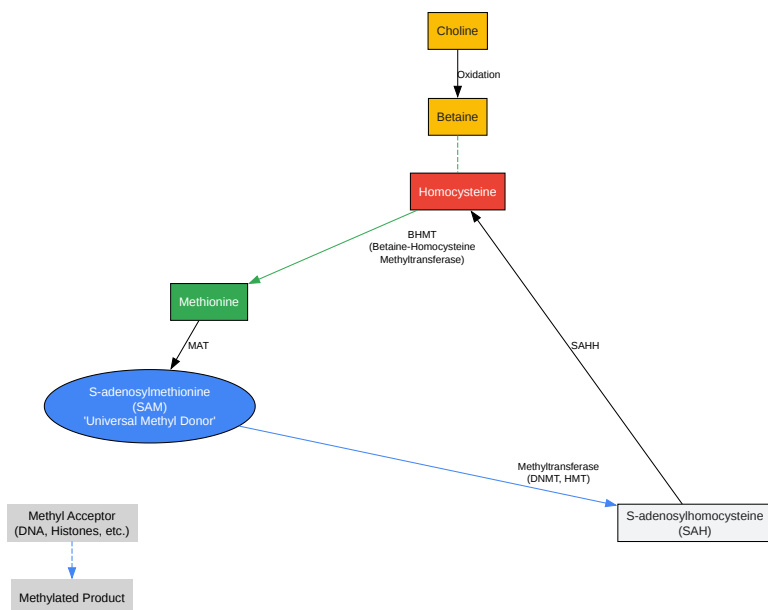 Choline
Oxidation
Betaine
Homocysteine
BHMT
(Betaine-Homocysteine
Methyltransferase)
Methionine
MAT
SAHH
S-adenosylmethionine
(SAM)
'Universal Methyl Donor'
Methyltransferase
(DNMT, HMT)
Methyl Acceptor
(DNA, Histones, etc.)
S-adenosylhomocysteine
(SAH)
Methylated Product